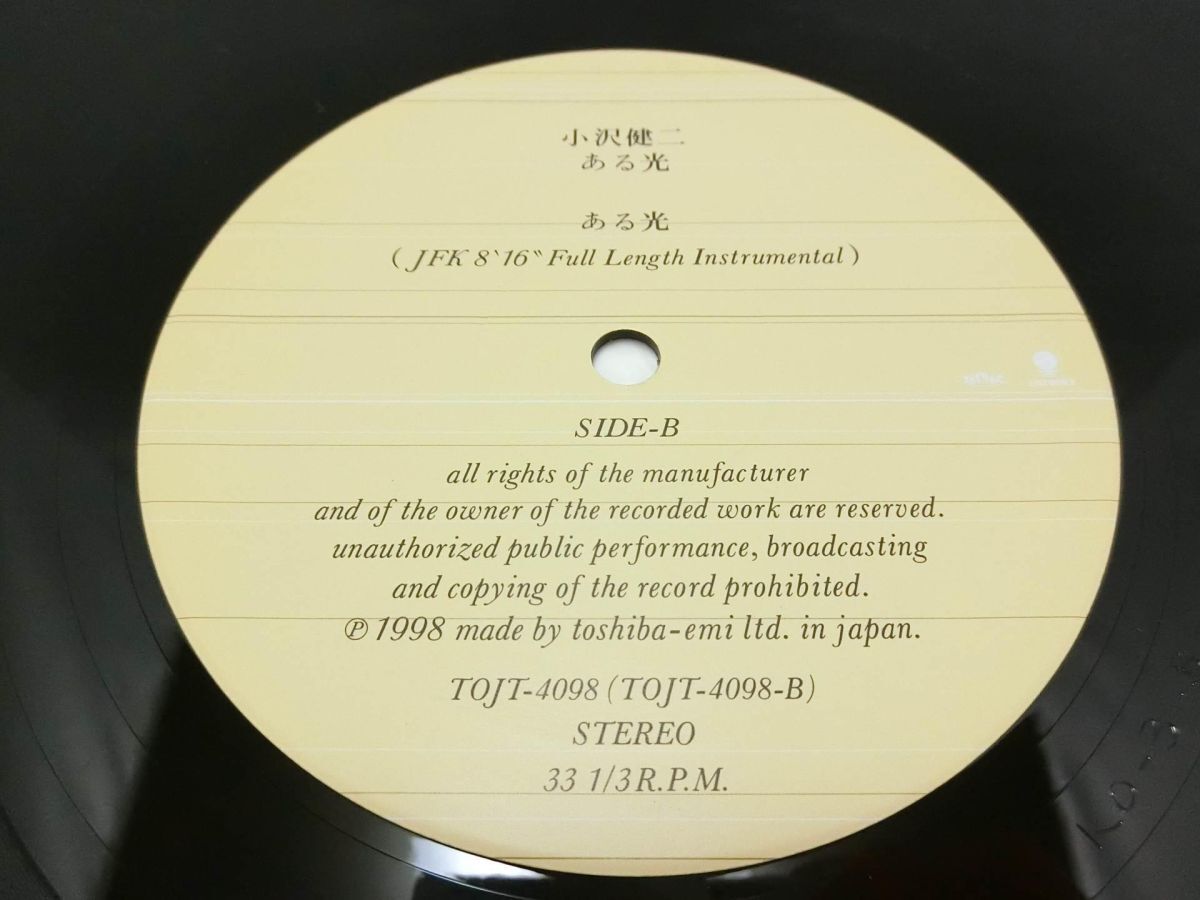 小沢健二
ある光
ある光
(JFK 8`16‶ Full Length Instrumental)
SIDE-B
all rights of the manufacturer
and of the owner of the recorded work are reserved.
unauthorized public performance, broadcasting
and copying of the record prohibited.
℗ 1998 made by toshiba-emi ltd. in japan.
TOJT-4098 (TOJT-4098-B)
STEREO
33 1/3 R.P.M.